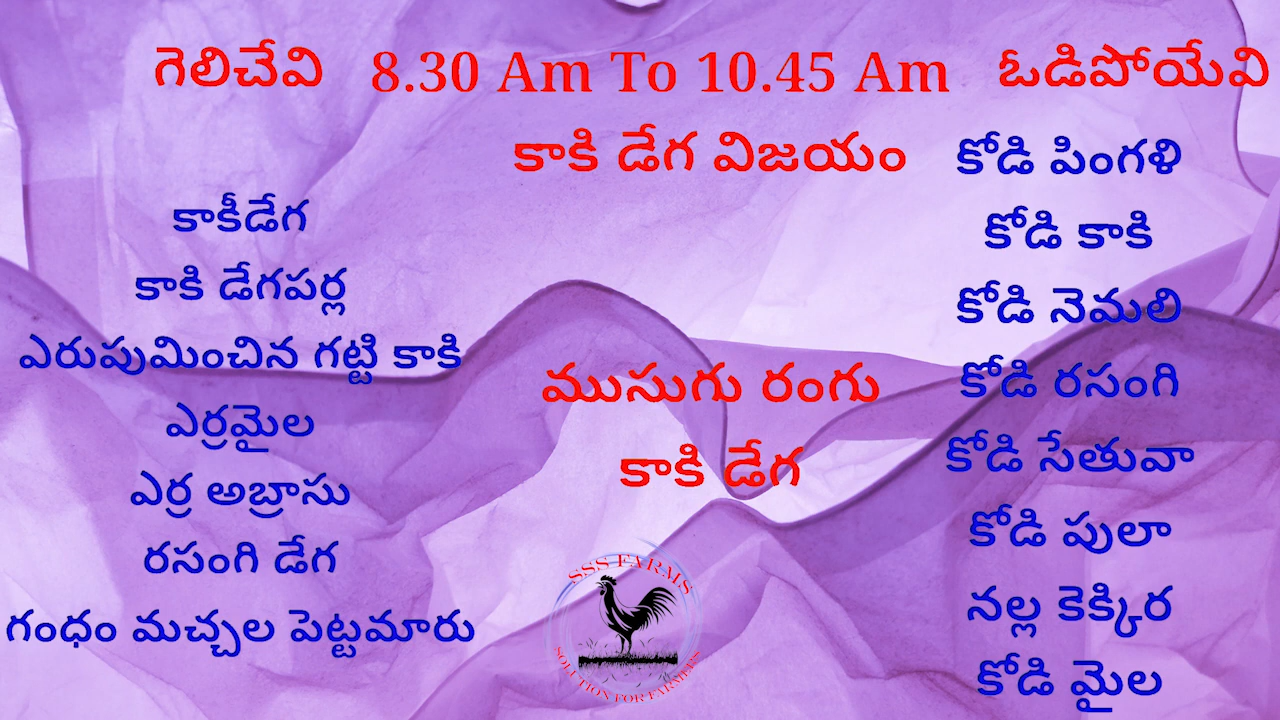 గెలిచేవి 8.30 Am To 10.45 Am ఓడిపోయేవి
కాకి డేగ విజయం
కాకీడేగ
కాకి డేగపర్ల
ఎరుపుమించిన గట్టి కాకి
ఎర్రమైల
ఎర్ర అబ్రాసు
రసంగి డేగ
గంధం మచ్చల పెట్టమారు
ముసుగు రంగు
కాకి డేగ
కోడి పింగళి
కోడి కాకి
కోడి నెమలి
కోడి రసంగి
కోడి సేతువా
కోడి పులా
నల్ల కెక్కిర
కోడి మైల
SSS FARMS
SOLUTION FOR FARMERS